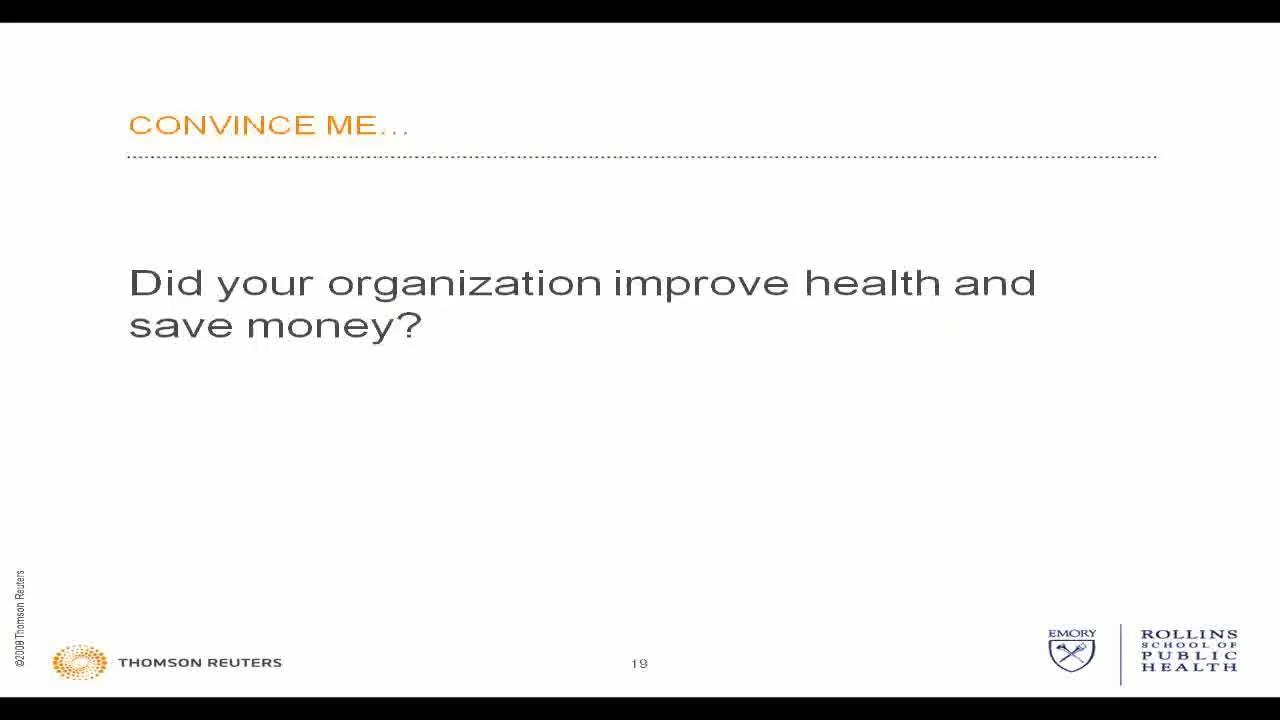 CONVINCE ME...
Did your organization improve health and
save money?
©2009 Thomson Reuters
THOMSON REUTERS
19
EMORY
ROLLINS
SCHOOL OF
PUBLIC
HEALTH